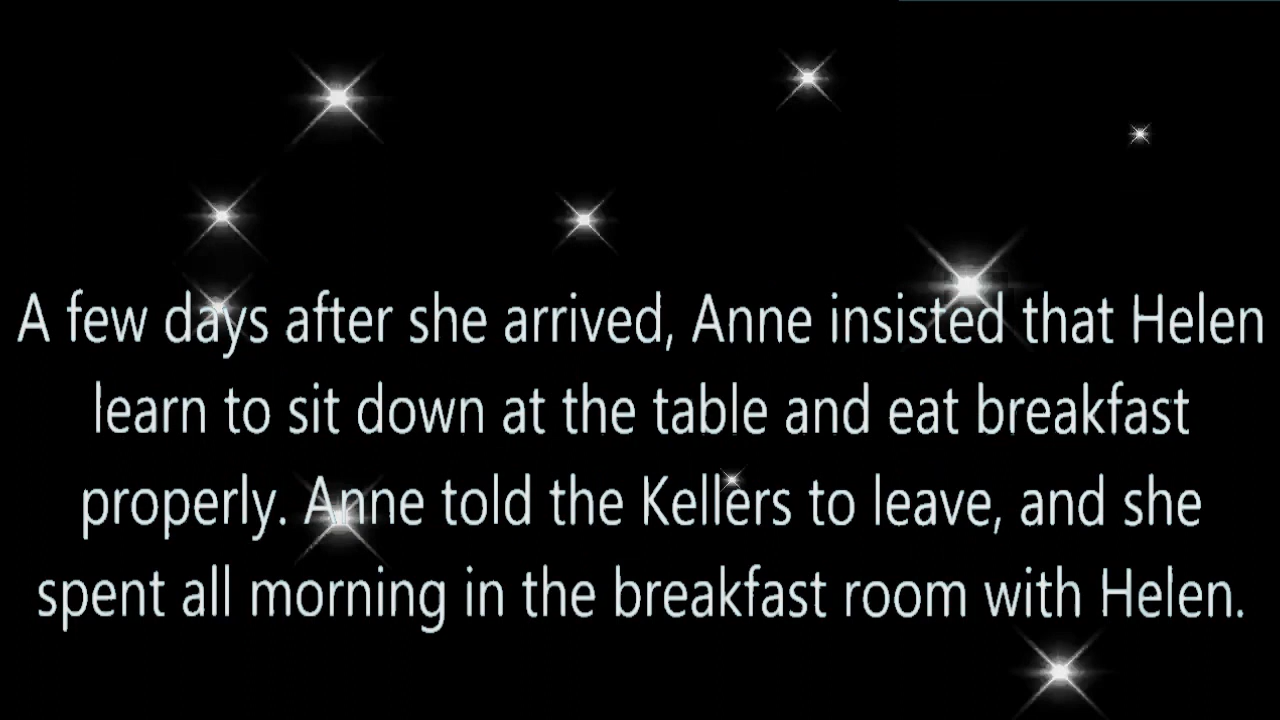 A few days after she arrived, Anne insisted that Helen
learn to sit down at the table and eat breakfast
properly. Anne told the Kellers to leave, and she
spent all morning in the breakfast room with Helen.